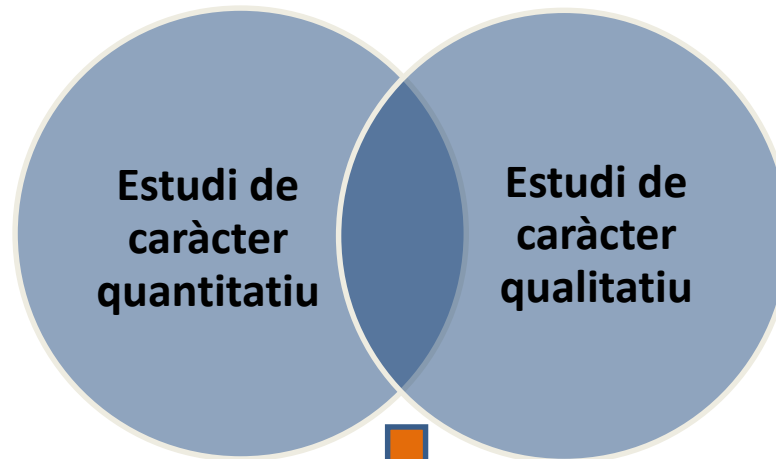 Estudi de
caràcter
quantitatiu
Estudi de
caràcter
qualitatiu